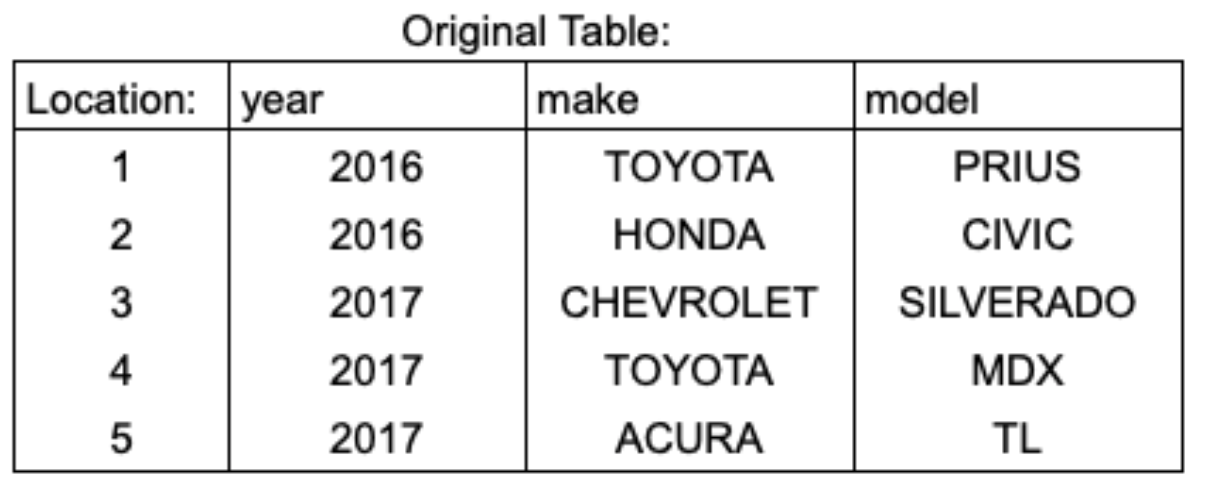 Original Table:
Location: year make model
1 2016 TOYOTA PRIUS
2 2016 HONDA CIVIC
3 2017 CHEVROLET SILVERADO
4 2017 TOYOTA MDX
5 2017 ACURA TL